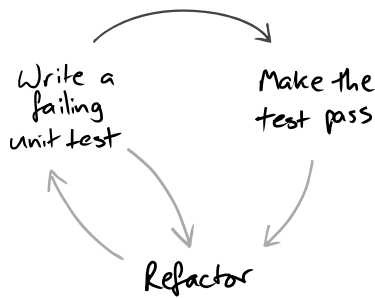 Write a
failing
unit test
Make the
test pass
Refactor